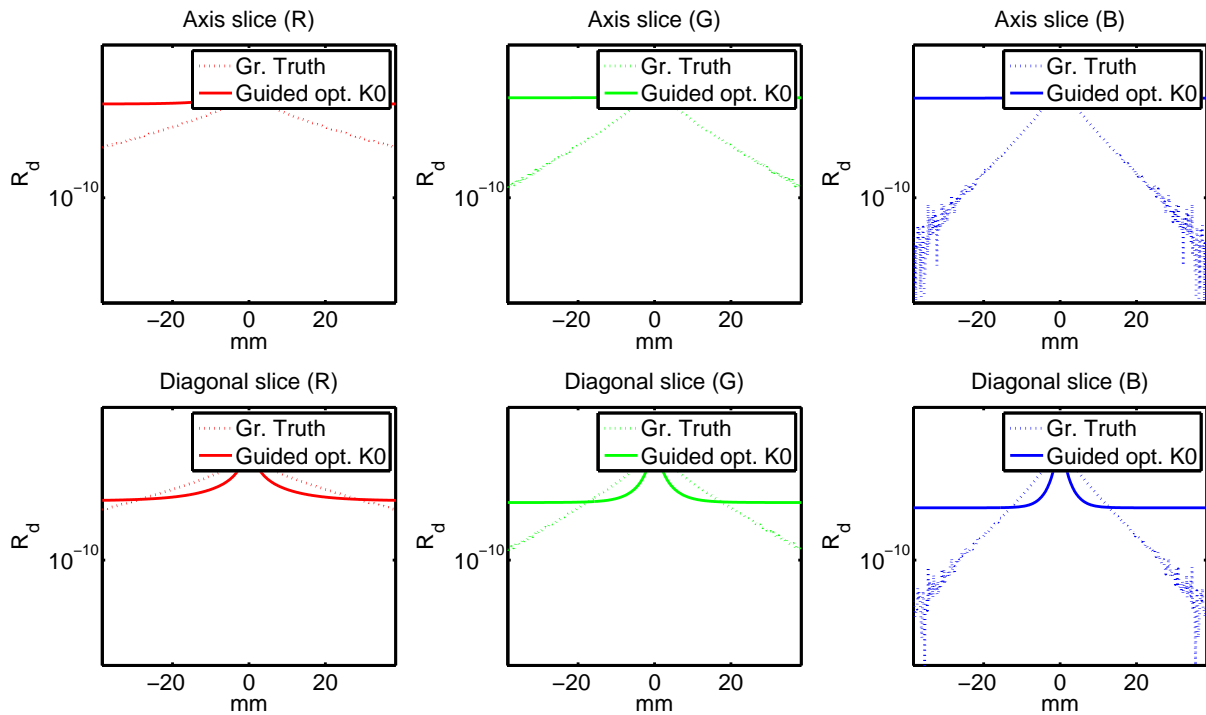 Axis slice (R)
Gr. Truth
Guided opt. K0
R_d
10^−10
−20 0 20
mm
Axis slice (G)
Gr. Truth
Guided opt. K0
R_d
10^−10
−20 0 20
mm
Axis slice (B)
Gr. Truth
Guided opt. K0
R_d
10^−10
−20 0 20
mm
Diagonal slice (R)
Gr. Truth
Guided opt. K0
R_d
10^−10
−20 0 20
mm
Diagonal slice (G)
Gr. Truth
Guided opt. K0
R_d
10^−10
−20 0 20
mm
Diagonal slice (B)
Gr. Truth
Guided opt. K0
R_d
10^−10
−20 0 20
mm